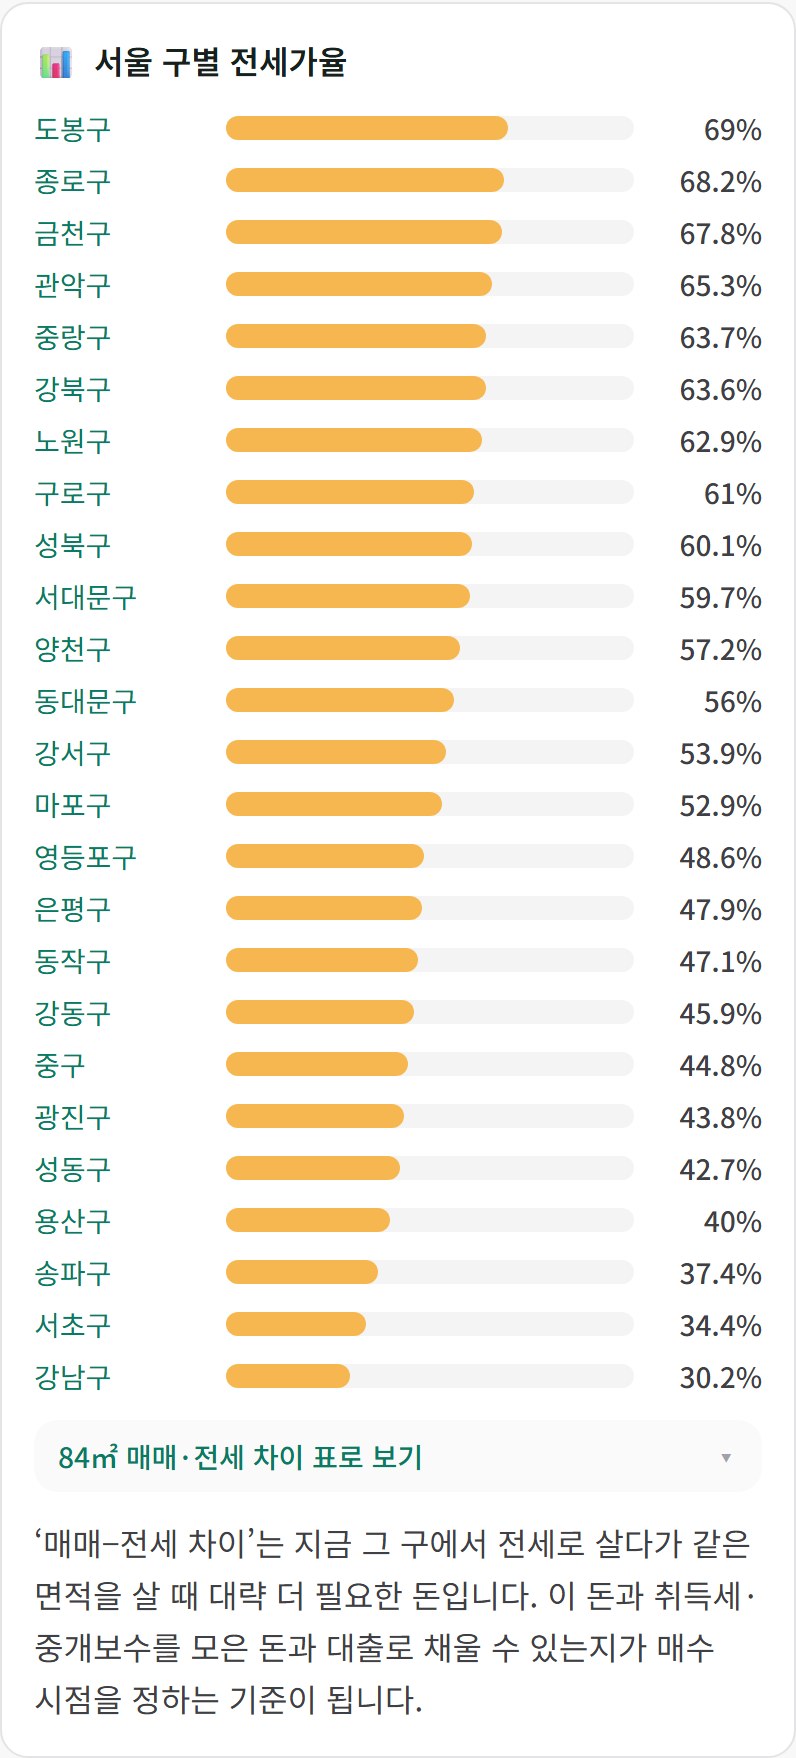 서울 구별 전세가율
도봉구 69%
종로구 68.2%
금천구 67.8%
관악구 65.3%
중랑구 63.7%
강북구 63.6%
노원구 62.9%
구로구 61%
성북구 60.1%
서대문구 59.7%
양천구 57.2%
동대문구 56%
강서구 53.9%
마포구 52.9%
영등포구 48.6%
은평구 47.9%
동작구 47.1%
강동구 45.9%
중구 44.8%
광진구 43.8%
성동구 42.7%
용산구 40%
송파구 37.4%
서초구 34.4%
강남구 30.2%
84㎡ 매매·전세 차이 표로 보기 ▼
‘매매−전세 차이’는 지금 그 구에서 전세로 살다가 같은
면적을 살 때 대략 더 필요한 돈입니다. 이 돈과 취득세·
중개보수를 모은 돈과 대출로 채울 수 있는지가 매수
시점을 정하는 기준이 됩니다.